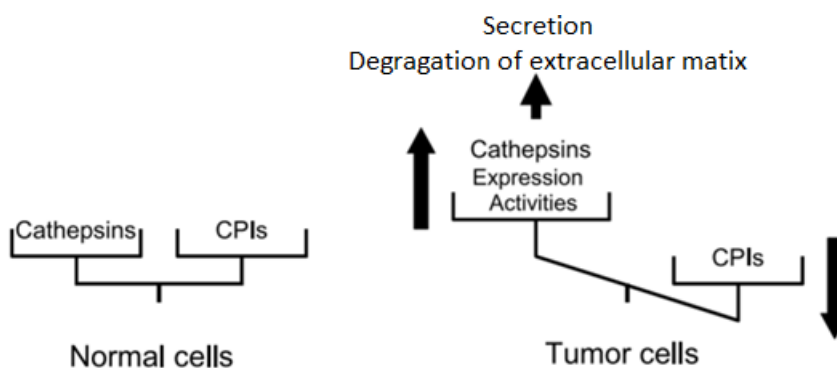 Secretion
Degragation of extracellular matix
Cathepsins
Expression
Activities
Cathepsins
CPIs
CPIs
Normal cells
Tumor cells